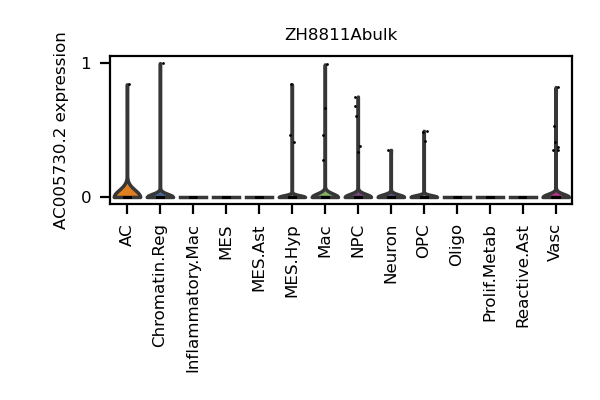 ZH8811Abulk
AC005730.2 expression
1
0
AC
Chromatin.Reg
Inflammatory.Mac
MES
MES.Ast
MES.Hyp
Mac
NPC
Neuron
OPC
Oligo
Prolif.Metab
Reactive.Ast
Vasc